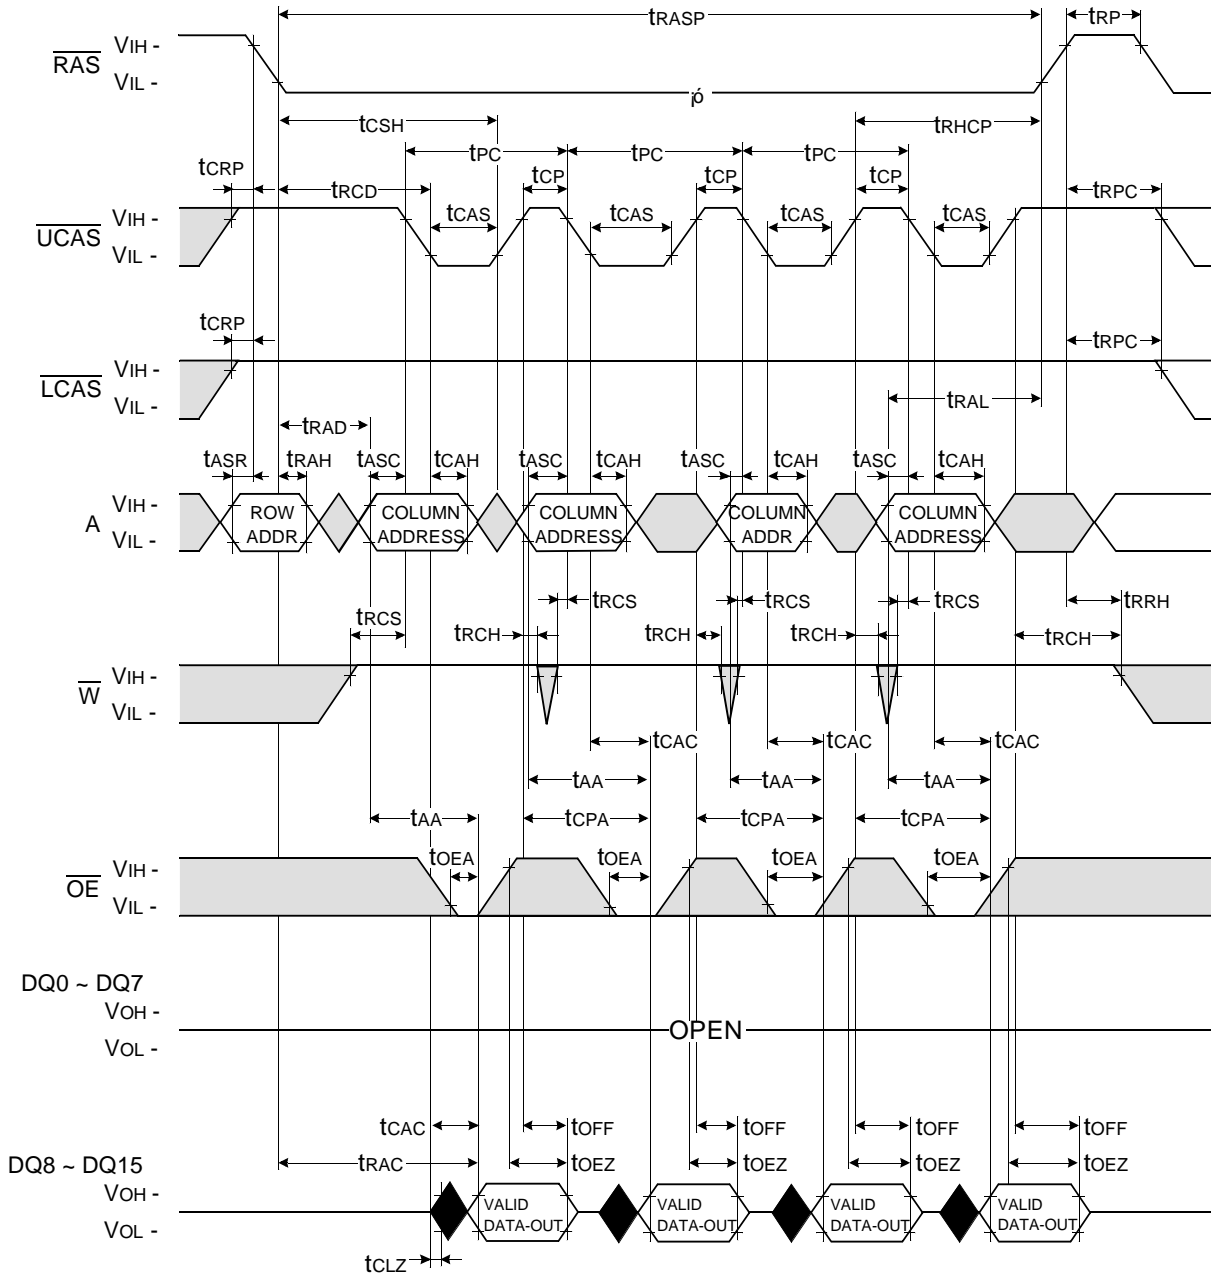 tRASP tRP
RAS VIH -
VIL -
¡ó
tCSH tRHCP
tPC tPC tPC
tCRP tCP tCP tCP
tRCD tRPC
tCAS tCAS tCAS tCAS
UCAS VIH -
VIL -
tCRP tRPC
LCAS VIH -
VIL -
tRAL
tRAD
tASR tRAH tASC tCAH tASC tCAH tASC tCAH tASC tCAH
A VIH -
VIL -
ROW ADDR
COLUMN ADDRESS
COLUMN ADDRESS
COLUMN ADDR
COLUMN ADDRESS
tRCS tRCS tRCS tRRH
tRCS
tRCH tRCH tRCH tRCH
W VIH -
VIL -
tCAC tCAC tCAC
tAA tAA tAA
tAA tCPA tCPA tCPA
tOEA tOEA tOEA tOEA
OE VIH -
VIL -
DQ0 ~ DQ7
VOH -
VOL -
OPEN
tCAC tOFF tOFF tOFF tOFF
tRAC tOEZ tOEZ tOEZ tOEZ
DQ8 ~ DQ15
VOH -
VOL -
VALID DATA-OUT
VALID DATA-OUT
VALID DATA-OUT
VALID DATA-OUT
tCLZ